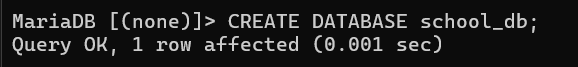 MariaDB [(none)]> CREATE DATABASE school_db;
Query OK, 1 row affected (0.001 sec)